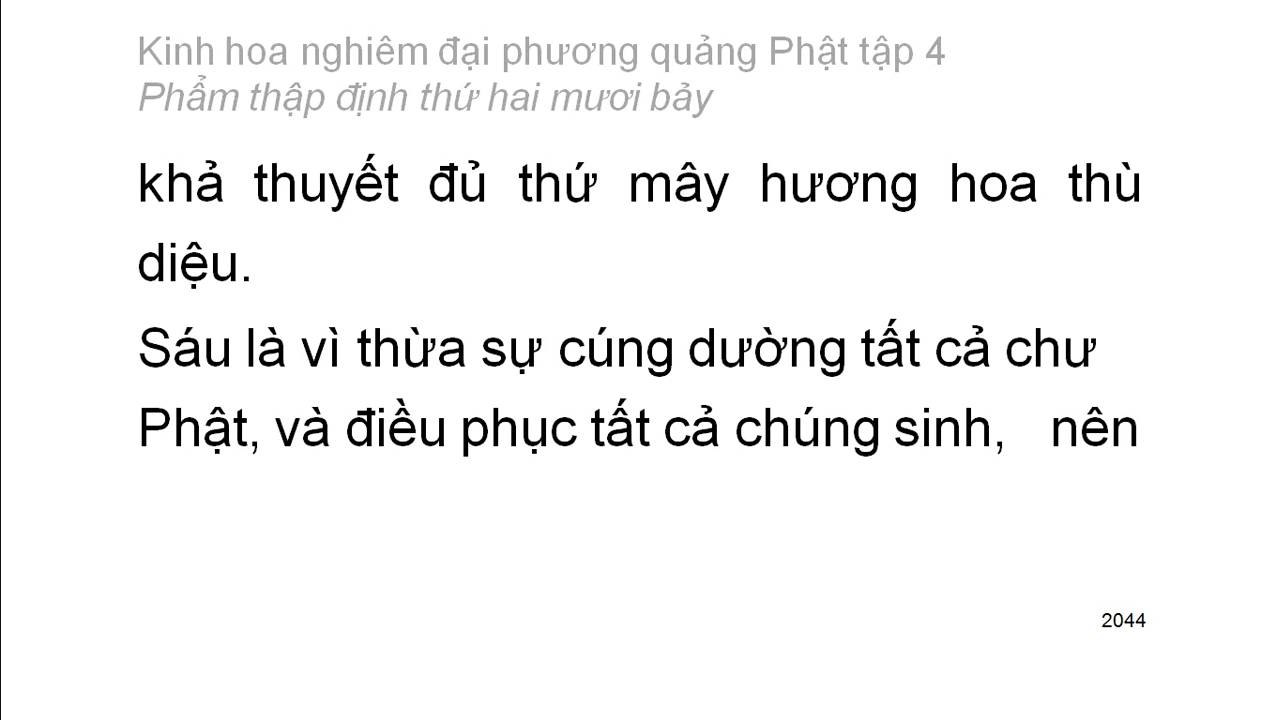 Kinh hoa nghiêm đại phương quảng Phật tập 4
Phẩm thập định thứ hai mươi bảy
khả thuyết đủ thứ mây hương hoa thù
diệu.
Sáu là vì thừa sự cúng dường tất cả chư
Phật, và điều phục tất cả chúng sinh, nên
2044